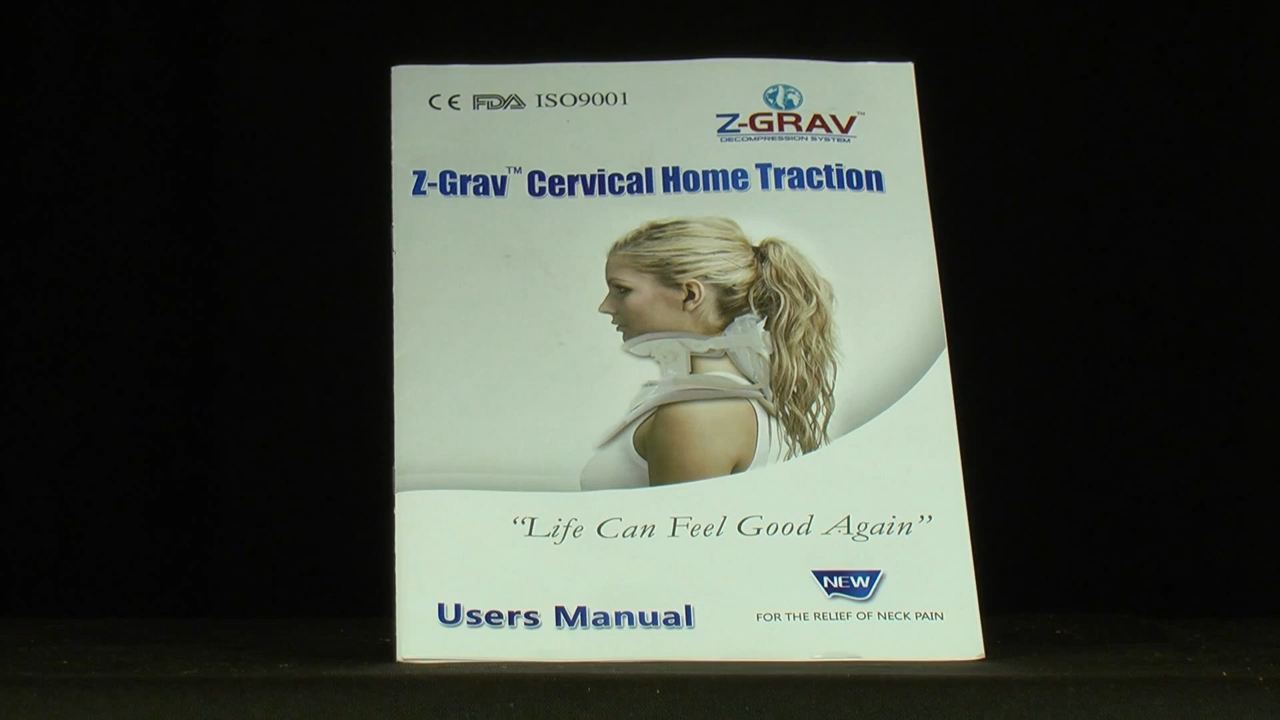 CE FDA ISO9001
Z-GRAV™
DECOMPRESSION SYSTEM
Z-Grav™ Cervical Home Traction
“Life Can Feel Good Again”
NEW
Users Manual
FOR THE RELIEF OF NECK PAIN